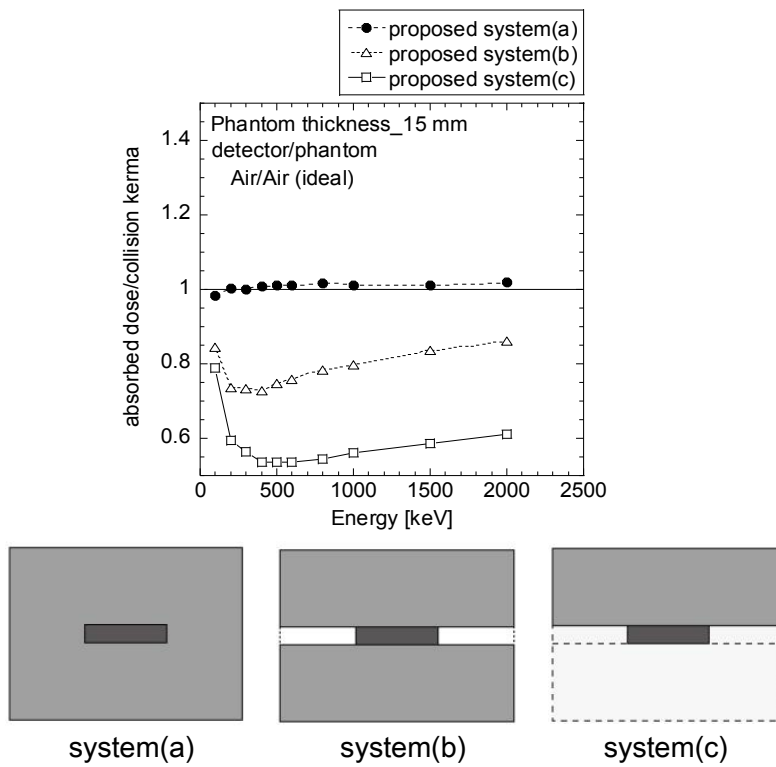 proposed system(a)
proposed system(b)
proposed system(c)
Phantom thickness_15 mm
detector/phantom
Air/Air (ideal)
absorbed dose/collision kerma
1.4
1.2
1
0.8
0.6
0 500 1000 1500 2000 2500
Energy [keV]
system(a) system(b) system(c)